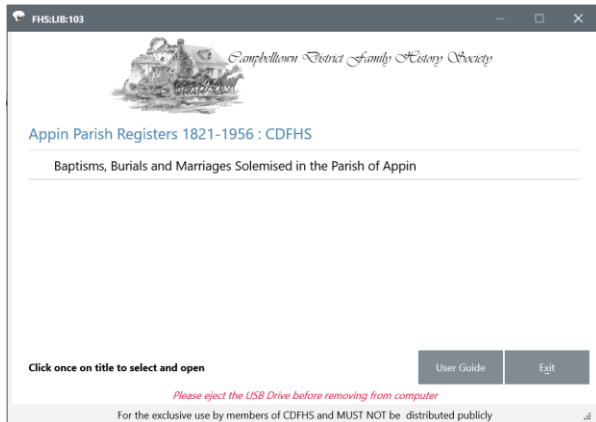 FHS:LIB:103
Campbelltown District Family History Society
Appin Parish Registers 1821-1956 : CDFHS
Baptisms, Burials and Marriages Solemised in the Parish of Appin
Click once on title to select and open
User Guide
Exit
Please eject the USB Drive before removing from computer
For the exclusive use by members of CDFHS and MUST NOT be distributed publicly